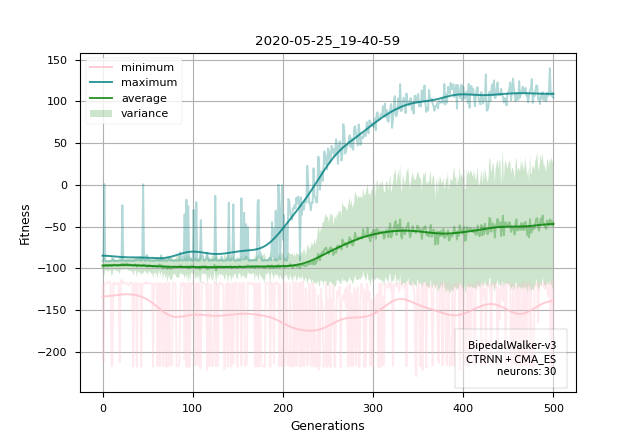 2020-05-25_19-40-59
150
100
50
0
−50
−100
−150
−200
Fitness
minimum
maximum
average
variance
BipedalWalker-v3
CTRNN + CMA_ES
neurons: 30
0 100 200 300 400 500
Generations